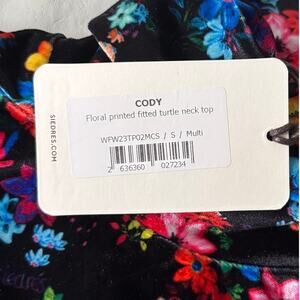 CODY
Floral printed fitted turtle neck top
WFW23TP02MCS / S / Multi
2 636360 027234
SIEDRES.COM